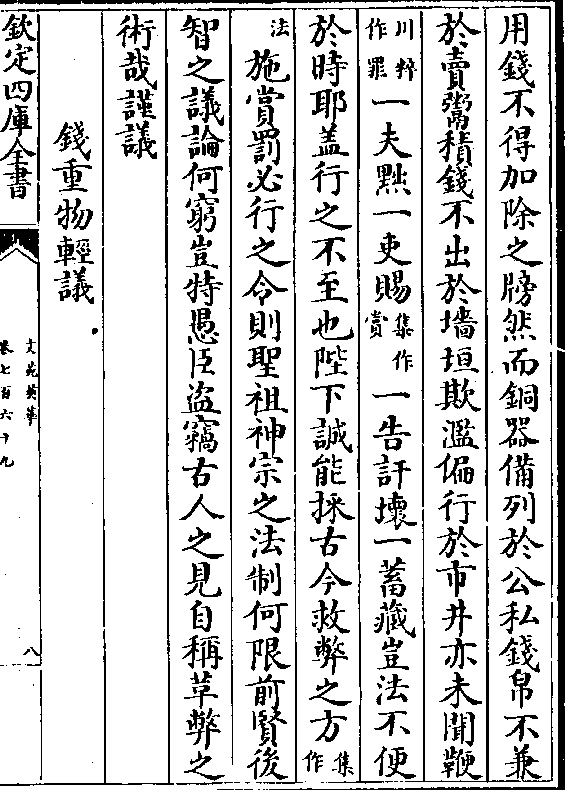 用錢不得加除之牓然而銅器備列於公私錢帛不兼
於賣鬻積錢不出於墻垣欺濫偏行於市井亦未聞鞭
川粹作罪一夫黜一吏賜集作賞一告訐壞一蓄藏豈法不便
於時耶盖行之不至也陛下誠能採古今救弊之方集作
法施賞罰必行之令則聖祖神宗之法制何限前賢後
智之議論何窮豈特愚臣盜竊古人之見自稱革弊之
術哉謹議
錢重物輕議
欽定四庫全書
文苑英華
卷七百六十九
八